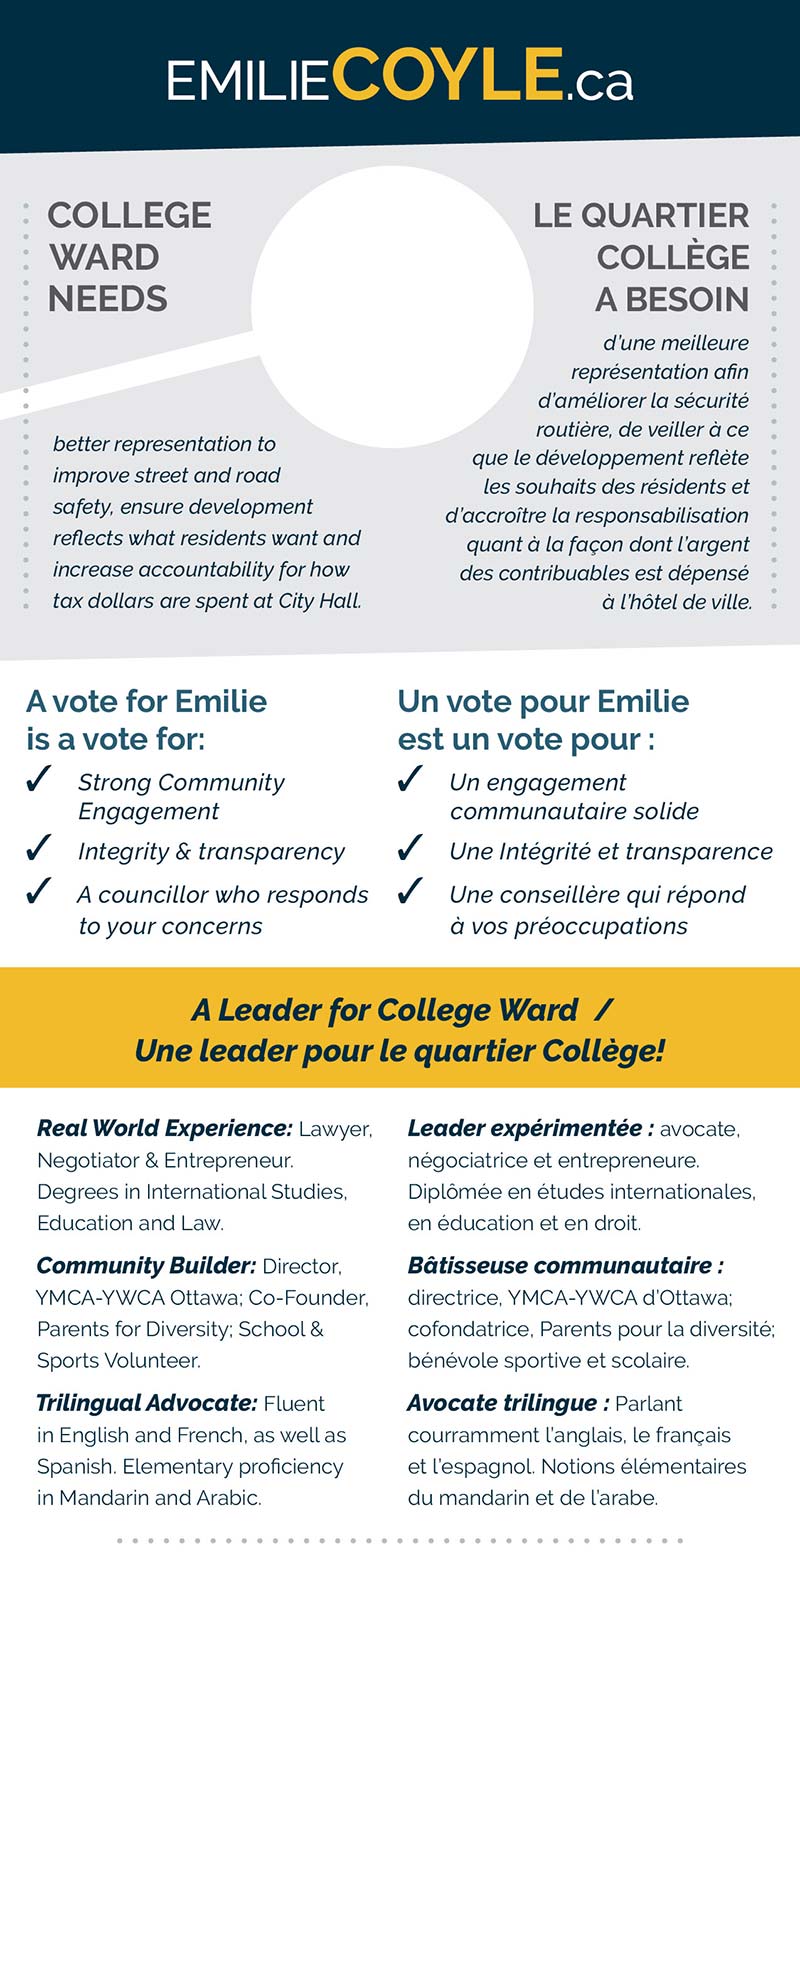 EMILIECOYLE.ca
COLLEGE
WARD
NEEDS
better representation to
improve street and road
safety, ensure development
reflects what residents want and
increase accountability for how
tax dollars are spent at City Hall.
LE QUARTIER
COLLÈGE
A BESOIN
d'une meilleure
représentation afin
d'améliorer la sécurité
routière, de veiller à ce
que le développement reflète
les souhaits des résidents et
d'accroître la responsabilisation
quant à la façon dont l'argent
des contribuables est dépensé
à l'hôtel de ville.
A vote for Emilie
is a vote for:
✓ Strong Community
Engagement
✓ Integrity & transparency
✓ A councillor who responds
to your concerns
Un vote pour Emilie
est un vote pour :
✓ Un engagement
communautaire solide
✓ Une Intégrité et transparence
✓ Une conseillère qui répond
à vos préoccupations
A Leader for College Ward /
Une leader pour le quartier Collège!
Real World Experience: Lawyer,
Negotiator & Entrepreneur.
Degrees in International Studies,
Education and Law.
Community Builder: Director,
YMCA-YWCA Ottawa; Co-Founder,
Parents for Diversity; School &
Sports Volunteer.
Trilingual Advocate: Fluent
in English and French, as well as
Spanish. Elementary proficiency
in Mandarin and Arabic.
Leader expérimentée : avocate,
négociatrice et entrepreneure.
Diplômée en études internationales,
en éducation et en droit.
Bâtisseuse communautaire :
directrice, YMCA-YWCA d'Ottawa;
cofondatrice, Parents pour la diversité;
bénévole sportive et scolaire.
Avocate trilingue : Parlant
courramment l'anglais, le français
et l'espagnol. Notions élémentaires
du mandarin et de l'arabe.